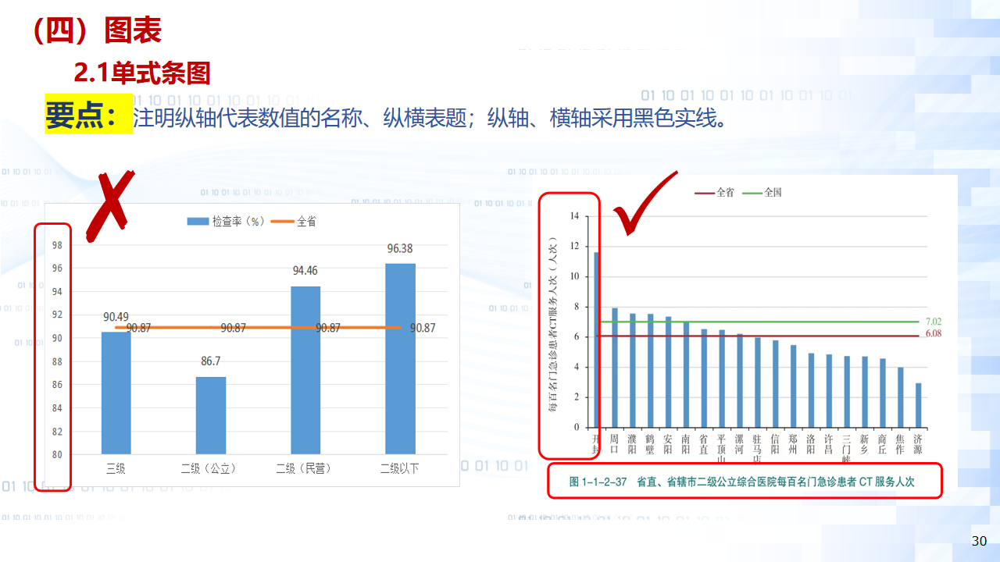 （四）图表
2.1单式条图
要点：注明纵轴代表数值的名称、纵横表题；纵轴、横轴采用黑色实线。
检查率（%） 全省
98
96
94
92
90
88
86
84
82
80
90.49
86.7
94.46
96.38
90.87 90.87 90.87 90.87
三级 二级（公立） 二级（民营） 二级以下
全省 全国
每百名门急诊患者CT服务人次（人次）
14
12
10
8
6
4
2
0
7.02
6.08
开封 周口 濮阳 鹤壁 安阳 南阳 省直 平顶山 漯河 驻马店 信阳 郑州 洛阳 许昌 三门峡 新乡 商丘 焦作 济源
图 1-1-2-37 省直、省辖市二级公立综合医院每百名门急诊患者 CT 服务人次
30